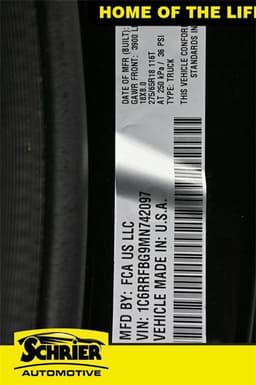 HOME OF THE LIFE
MFD BY: FCA US LLC
VIN: 1C6RRFBG9MN742097
VEHICLE MADE IN: U.S.A.
DATE OF MFR (BUILT):
GAWR FRONT: 3900 L
18X8.0
275/65R18 116T
AT 250 kPa / 36 PSI
TYPE: TRUCK
THIS VEHICLE CONFOR
STANDARDS IN
SCHRIER
AUTOMOTIVE